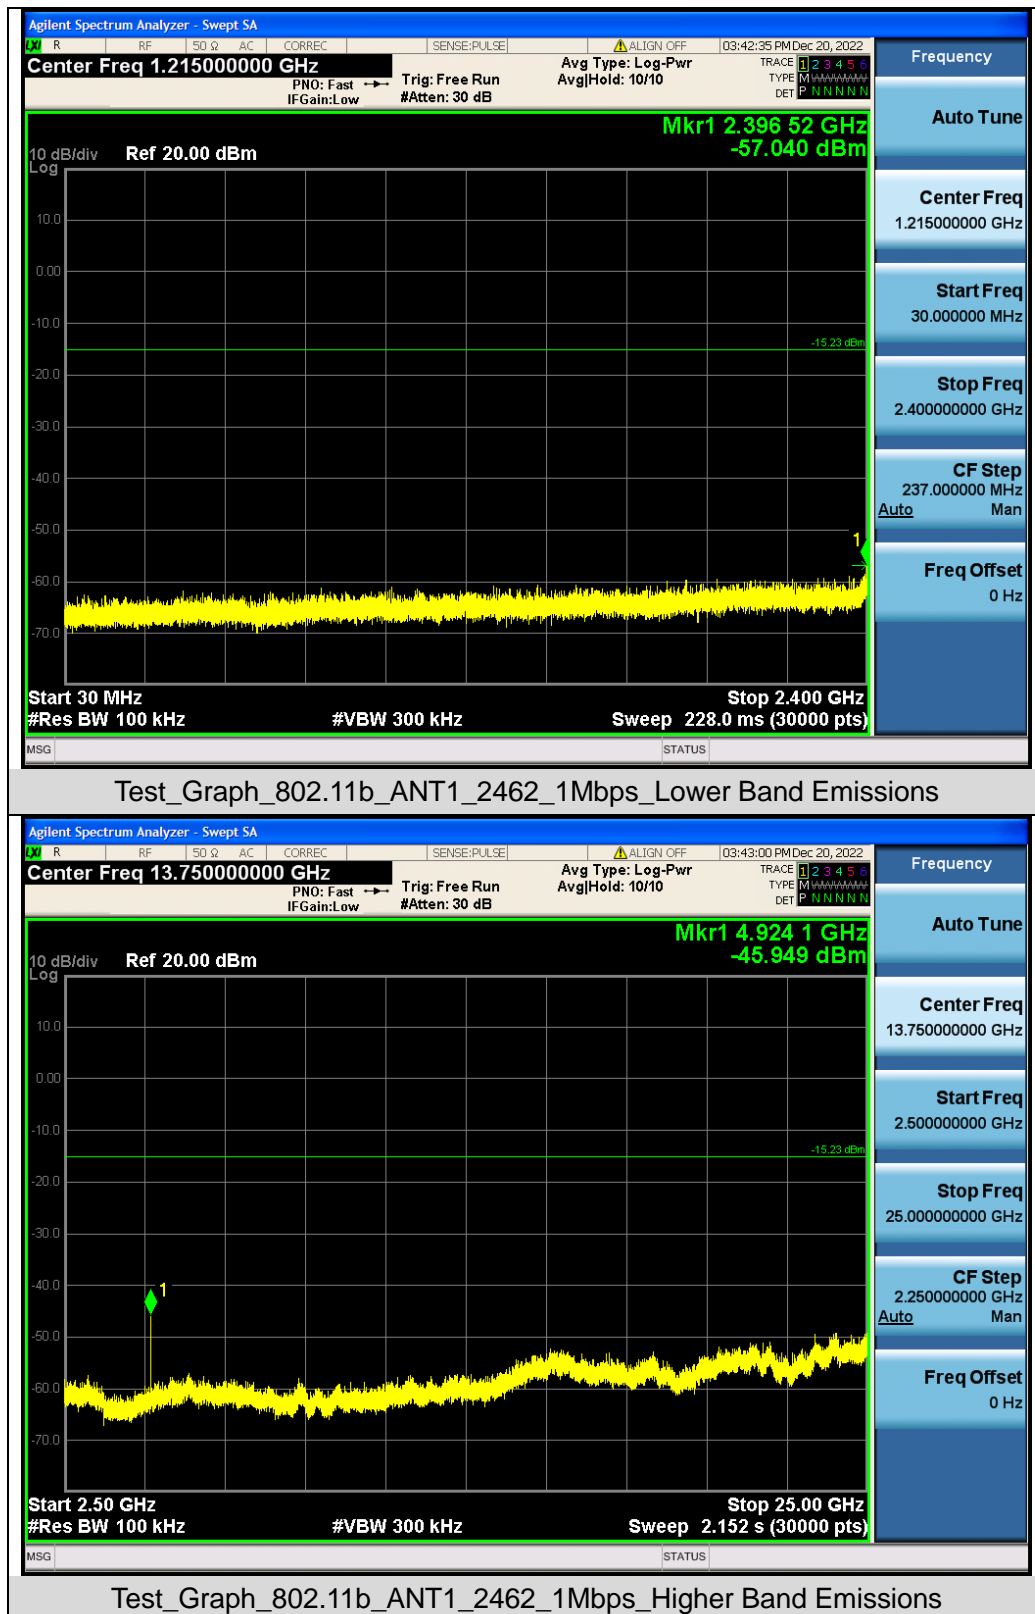 Agilent Spectrum Analyzer - Swept SA
LXI R RF 50 Ω AC CORREC SENSE:PULSE ALIGN OFF 03:42:35 PM Dec 20, 2022
Center Freq 1.215000000 GHz
PNO: Fast
IFGain:Low
Trig: Free Run
#Atten: 30 dB
Avg Type: Log-Pwr
Avg|Hold: 10/10
TRACE 1 2 3 4 5 6
TYPE M W W W W W
DET P N N N N N
Mkr1 2.396 52 GHz
-57.040 dBm
10 dB/div Ref 20.00 dBm
Log
10.0
0.00
-10.0
-15.23 dBm
-20.0
-30.0
-40.0
-50.0
1
-60.0
-70.0
Start 30 MHz Stop 2.400 GHz
#Res BW 100 kHz #VBW 300 kHz Sweep 228.0 ms (30000 pts)
MSG STATUS
Frequency
Auto Tune
Center Freq
1.215000000 GHz
Start Freq
30.000000 MHz
Stop Freq
2.400000000 GHz
CF Step
237.000000 MHz
Auto Man
Freq Offset
0 Hz
Test_Graph_802.11b_ANT1_2462_1Mbps_Lower Band Emissions
Agilent Spectrum Analyzer - Swept SA
LXI R RF 50 Ω AC CORREC SENSE:PULSE ALIGN OFF 03:43:00 PM Dec 20, 2022
Center Freq 13.750000000 GHz
PNO: Fast
IFGain:Low
Trig: Free Run
#Atten: 30 dB
Avg Type: Log-Pwr
Avg|Hold: 10/10
TRACE 1 2 3 4 5 6
TYPE M W W W W W
DET P N N N N N
Mkr1 4.924 1 GHz
-45.949 dBm
10 dB/div Ref 20.00 dBm
Log
10.0
0.00
-10.0
-15.23 dBm
-20.0
-30.0
-40.0
1
-50.0
-60.0
-70.0
Start 2.50 GHz Stop 25.00 GHz
#Res BW 100 kHz #VBW 300 kHz Sweep 2.152 s (30000 pts)
MSG STATUS
Frequency
Auto Tune
Center Freq
13.750000000 GHz
Start Freq
2.500000000 GHz
Stop Freq
25.000000000 GHz
CF Step
2.250000000 GHz
Auto Man
Freq Offset
0 Hz
Test_Graph_802.11b_ANT1_2462_1Mbps_Higher Band Emissions